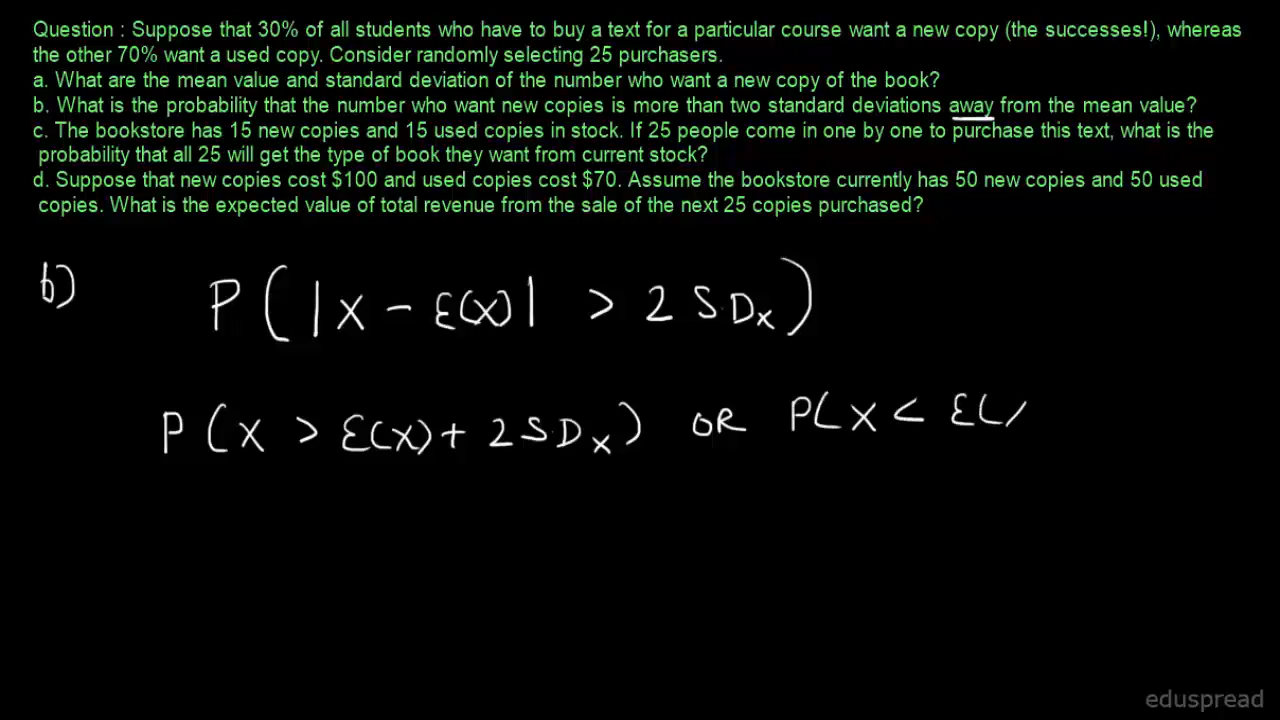 Question : Suppose that 30% of all students who have to buy a text for a particular course want a new copy (the successes!), whereas
the other 70% want a used copy. Consider randomly selecting 25 purchasers.
a. What are the mean value and standard deviation of the number who want a new copy of the book?
b. What is the probability that the number who want new copies is more than two standard deviations away from the mean value?
c. The bookstore has 15 new copies and 15 used copies in stock. If 25 people come in one by one to purchase this text, what is the
probability that all 25 will get the type of book they want from current stock?
d. Suppose that new copies cost $100 and used copies cost $70. Assume the bookstore currently has 50 new copies and 50 used
copies. What is the expected value of total revenue from the sale of the next 25 copies purchased?
b) P(|X - E(X)| > 2 S.Dx)
P(X > E(X) + 2 S.Dx) OR P(X < E(
eduspread